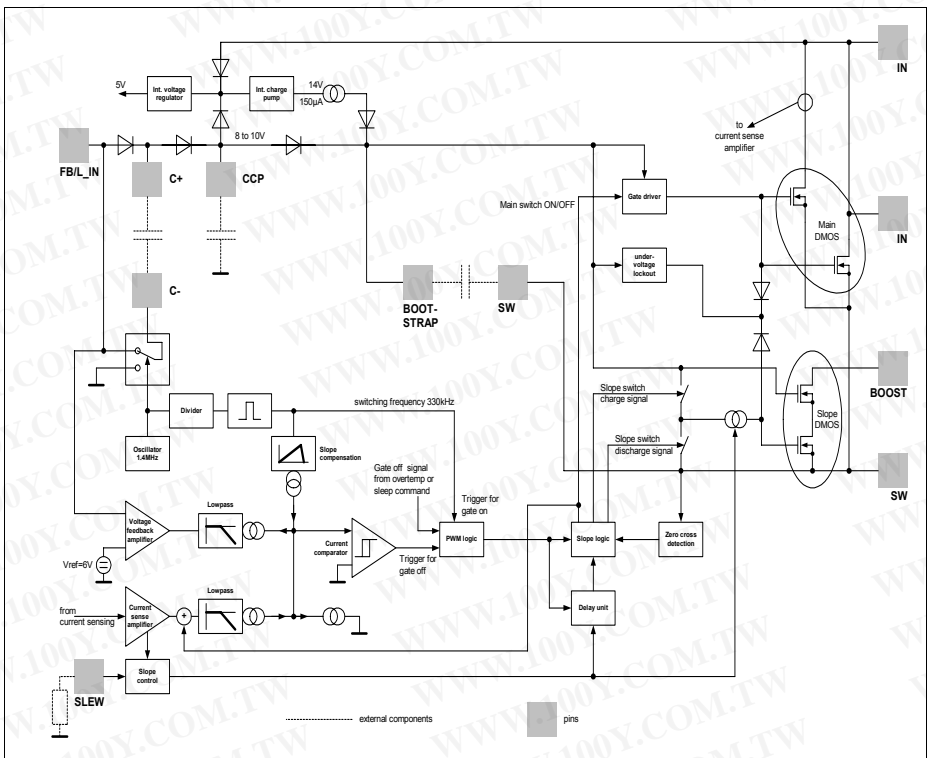 IN
5V
Int. voltage
regulator
Int. charge
pump
14V
150µA
8 to 10V
to
current sense
amplifier
FB/L_IN
C+
CCP
Main switch ON/OFF
Gate driver
Main
DMOS
IN
under-
voltage
lockout
C-
BOOT-
STRAP
SW
BOOST
Slope switch
charge signal
Slope
DMOS
Divider
switching frequency 330kHz
Oscillator
1.4MHz
Slope
compensation
Slope switch
discharge signal
SW
Gate off signal
from overtemp or
sleep command
Trigger for
gate on
Voltage
feedback
amplifier
Lowpass
Current
comparator
PWM logic
Slope logic
Zero cross
detection
Vref=6V
Trigger for
gate off
from
current sensing
Current
sense
amplifier
+
Lowpass
Delay unit
SLEW
Slope
control
external components
pins
WWW.100Y.COM.TW